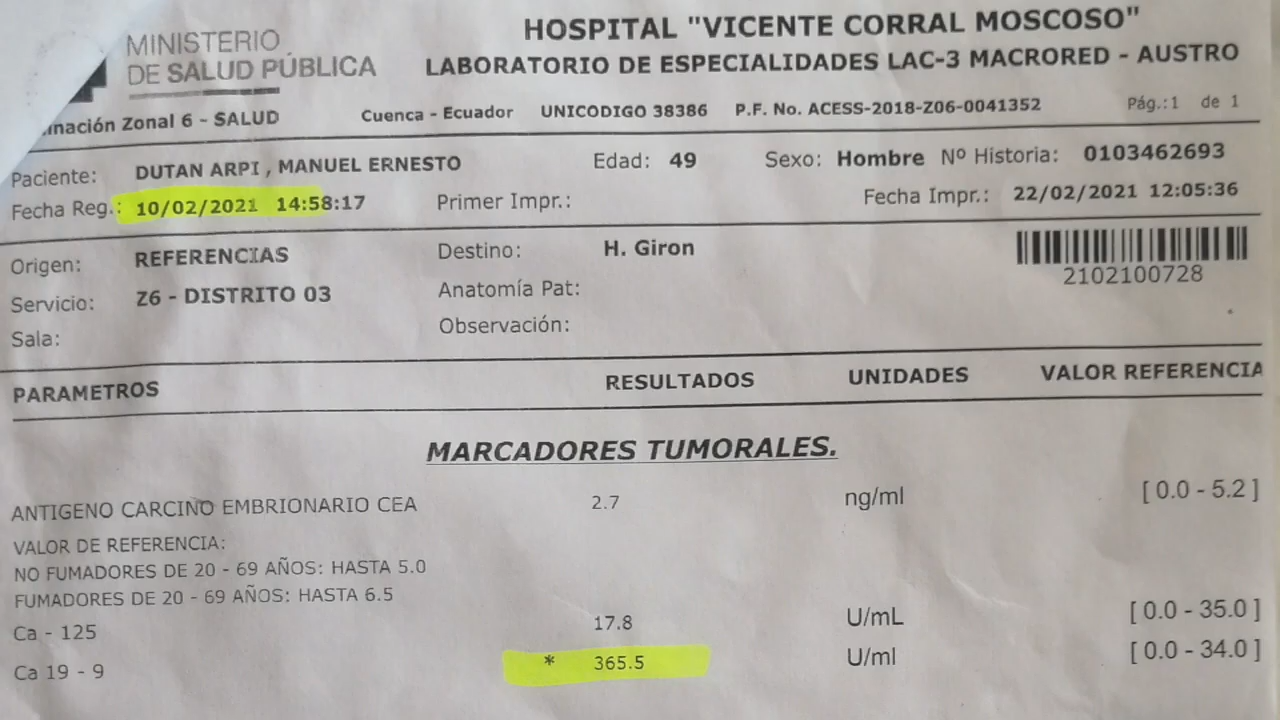 MINISTERIO
DE SALUD PÚBLICA
HOSPITAL "VICENTE CORRAL MOSCOSO"
LABORATORIO DE ESPECIALIDADES LAC-3 MACRORED - AUSTRO
Zonal 6 - SALUD Cuenca - Ecuador UNICODIGO 38386 P.F. No. ACESS-2018-Z06-0041352 Pág.:1 de 1
Paciente: DUTAN ARPI , MANUEL ERNESTO Edad: 49 Sexo: Hombre Nº Historia: 0103462693
Fecha Reg.: 10/02/2021 14:58:17 Primer Impr.: Fecha Impr.: 22/02/2021 12:05:36
Origen: REFERENCIAS Destino: H. Giron
2102100728
Servicio: Z6 - DISTRITO 03 Anatomía Pat:
Sala: Observación:
PARAMETROS RESULTADOS UNIDADES VALOR REFERENCIA
MARCADORES TUMORALES.
ANTIGENO CARCINO EMBRIONARIO CEA 2.7 ng/ml [ 0.0 - 5.2 ]
VALOR DE REFERENCIA:
NO FUMADORES DE 20 - 69 AÑOS: HASTA 5.0
FUMADORES DE 20 - 69 AÑOS: HASTA 6.5
Ca - 125 17.8 U/mL [ 0.0 - 35.0 ]
Ca 19 - 9 * 365.5 U/ml [ 0.0 - 34.0 ]